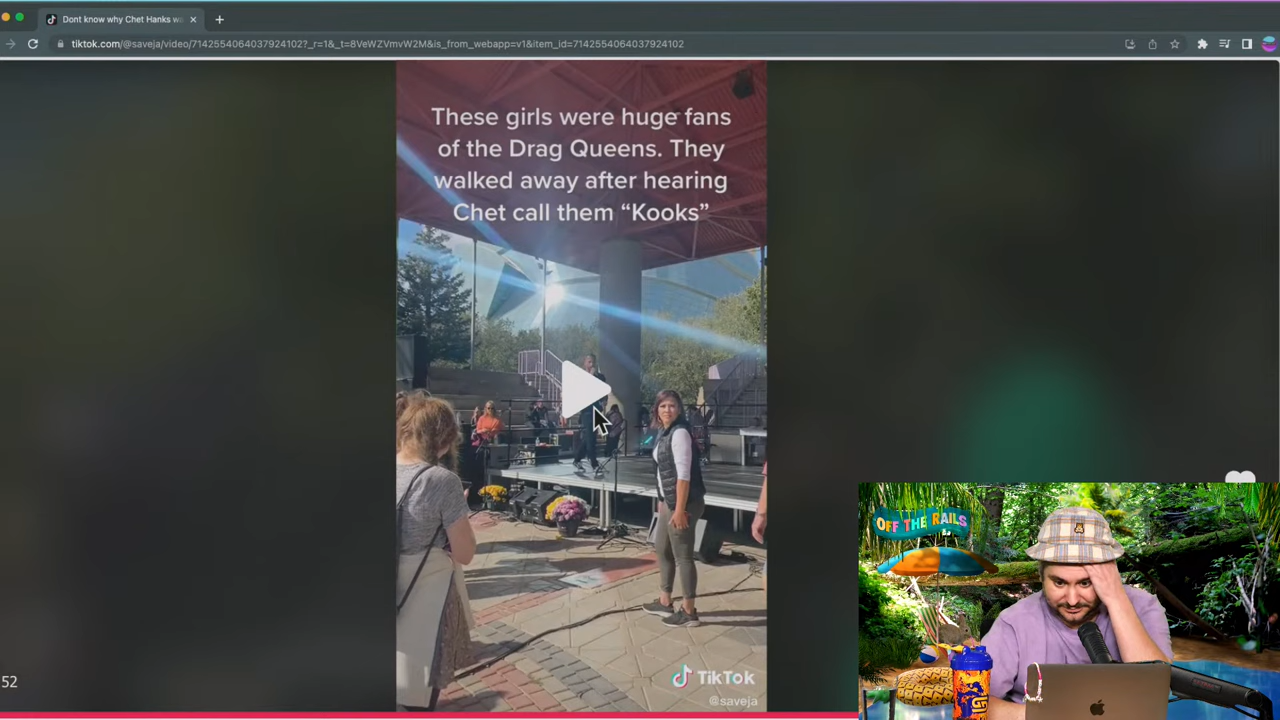 Dont know why Chet Hanks wa
tiktok.com/@saveja/video/7142554064037924102?_r=1&_t=8VeWZVmvW2M&is_from_webapp=v1&item_id=7142554064037924102
These girls were huge fans
of the Drag Queens. They
walked away after hearing
Chet call them “Kooks”
OFF THE RAILS
52
TikTok
@saveja